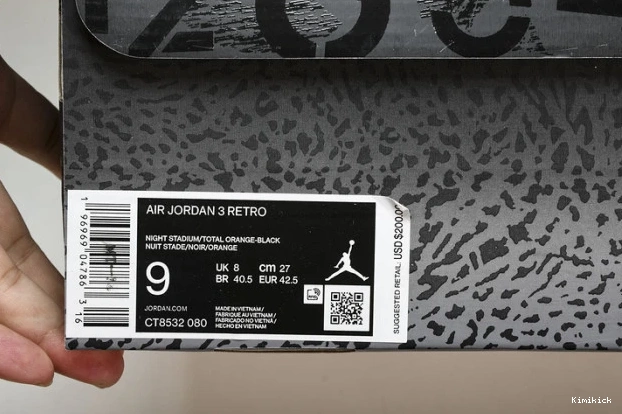 AIR JORDAN 3 RETRO
NIGHT STADIUM/TOTAL ORANGE-BLACK
NUIT STADE/NOIR/ORANGE
9
UK 8 cm 27
BR 40.5 EUR 42.5
JORDAN.COM
CT8532 080
MADE IN VIETNAM /
FABRIQUE AU VIETNAM /
FABRICADO NO VIETNÃ /
HECHO EN VIETNAM
SUGGESTED RETAIL: USD $200.00
1 96969 04786 3 16
Kimikick